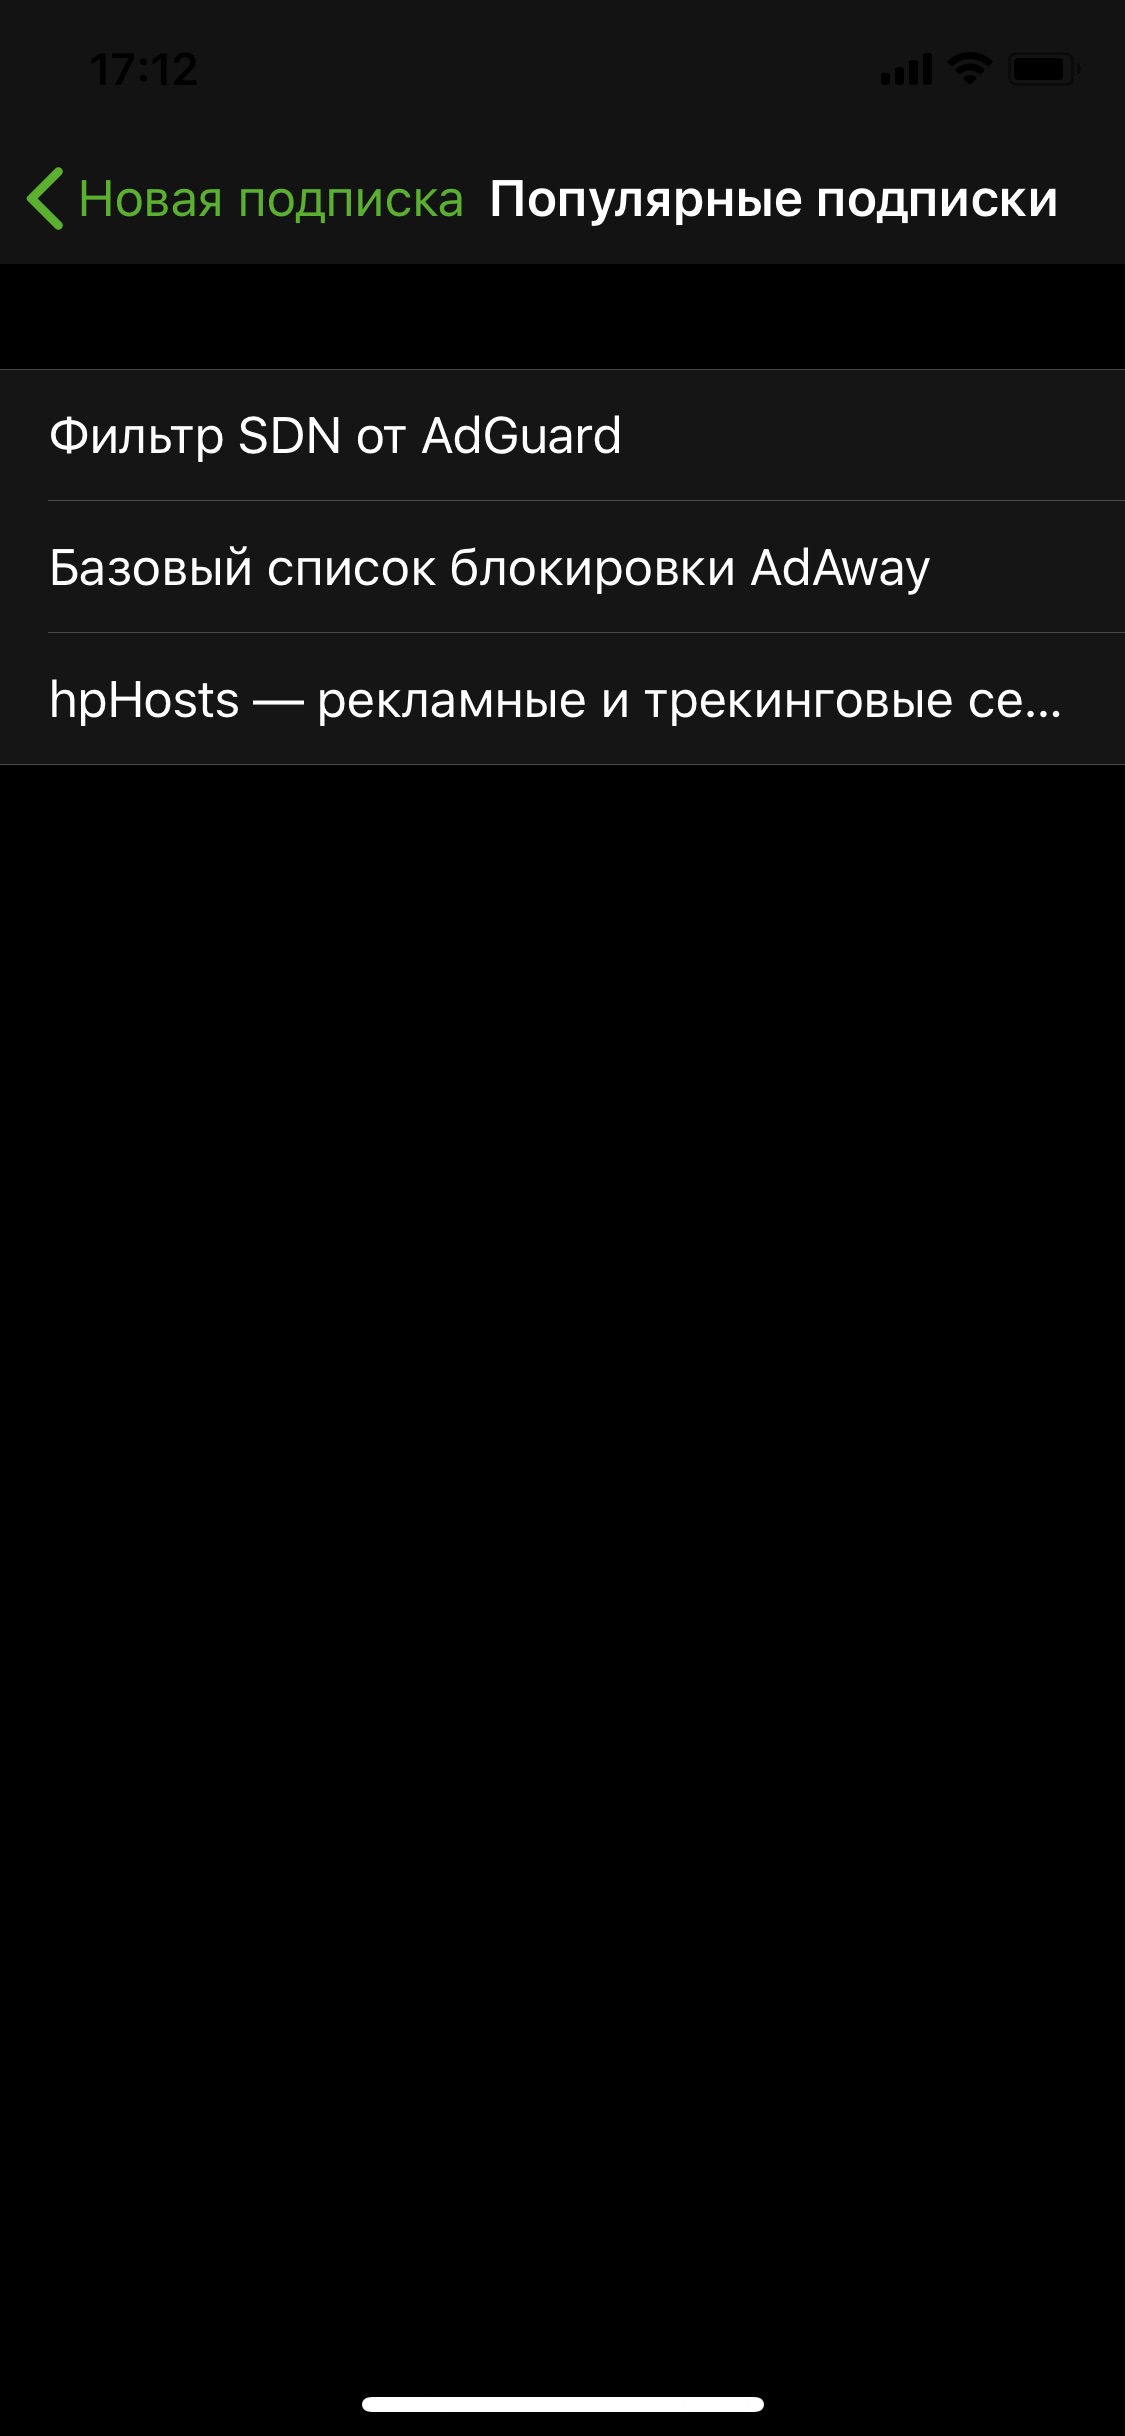 17:12
Новая подписка Популярные подписки
Фильтр SDN от AdGuard
Базовый список блокировки AdAway
hpHosts — рекламные и трекинговые се...